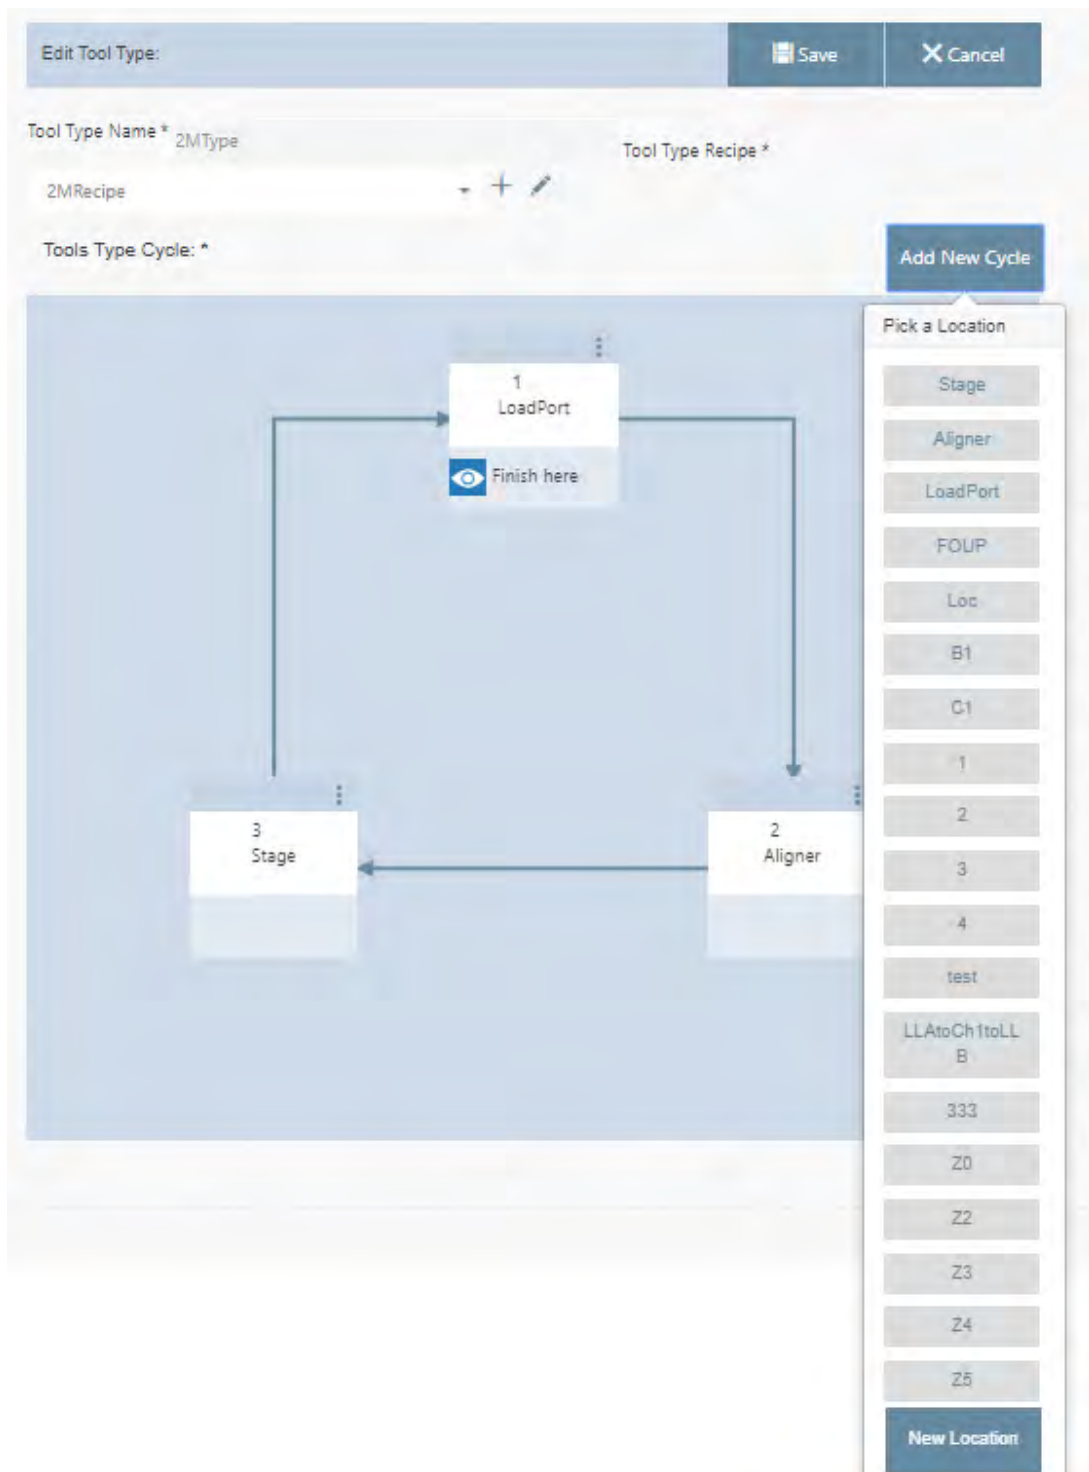 Edit Tool Type:
Save
Cancel
Tool Type Name *
2MType
Tool Type Recipe *
2MRecipe
Tools Type Cycle: *
Add New Cycle
Pick a Location
1
LoadPort
Finish here
3
Stage
2
Aligner
Stage
Aligner
LoadPort
FOUP
Loc
B1
C1
1
2
3
4
test
LLAtoCh1toLL
B
333
Z0
Z2
Z3
Z4
Z5
New Location